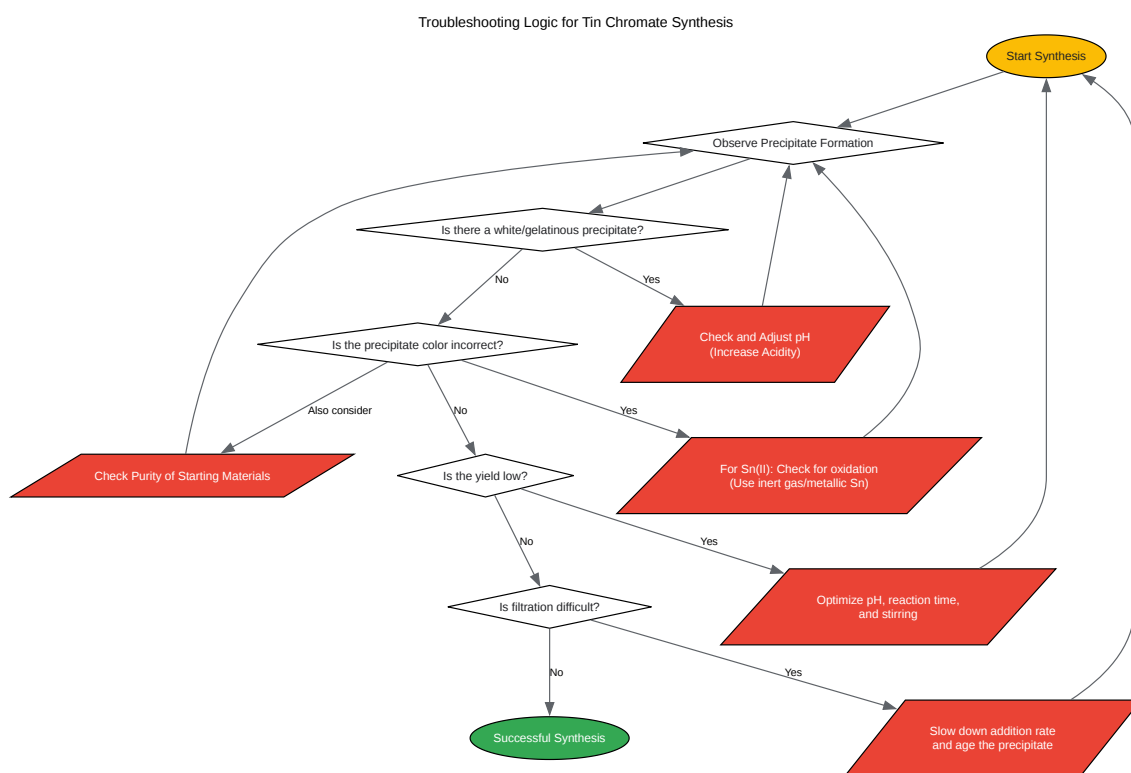 Troubleshooting Logic for Tin Chromate Synthesis
Start Synthesis
Observe Precipitate Formation
Is there a white/gelatinous precipitate?
No
Yes
Check and Adjust pH
(Increase Acidity)
Is the precipitate color incorrect?
Also consider
No
Yes
Check Purity of Starting Materials
Is the yield low?
For Sn(II): Check for oxidation
(Use inert gas/metallic Sn)
No
Yes
Is filtration difficult?
Optimize pH, reaction time,
and stirring
No
Yes
Successful Synthesis
Slow down addition rate
and age the precipitate